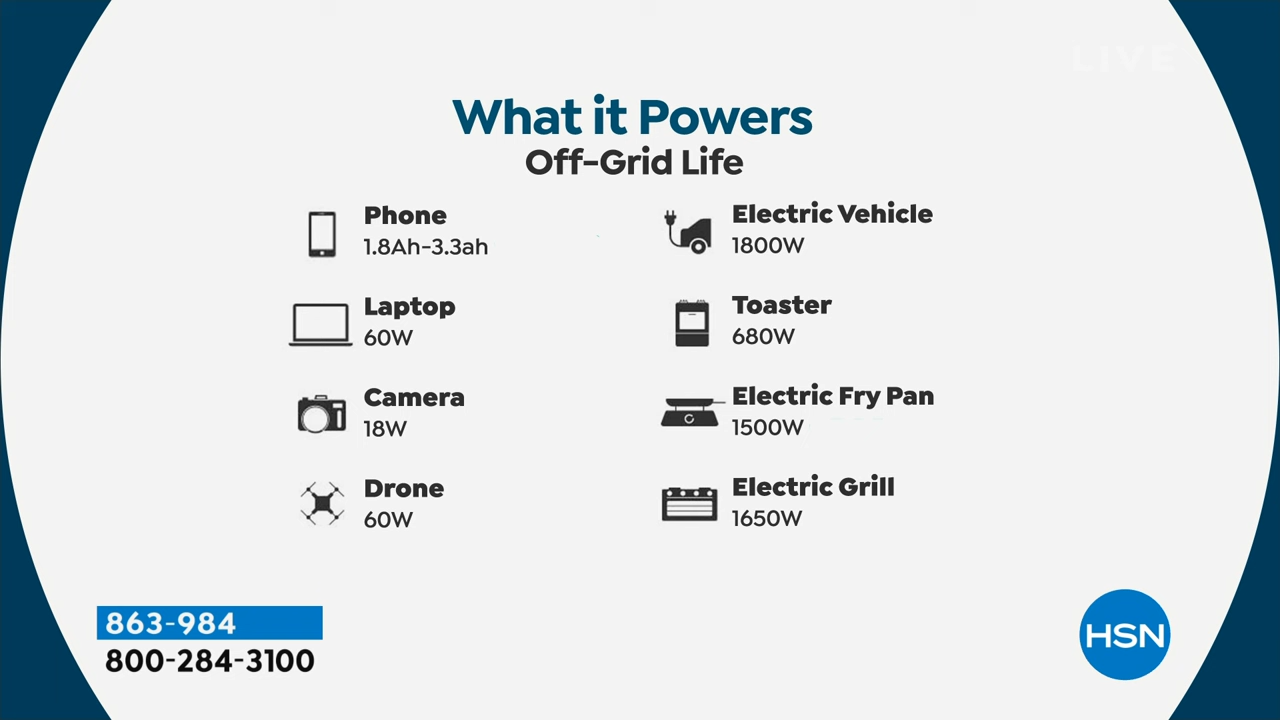 LIVE
What it Powers
Off-Grid Life
Phone
1.8Ah-3.3ah
Laptop
60W
Camera
18W
Drone
60W
Electric Vehicle
1800W
Toaster
680W
Electric Fry Pan
1500W
Electric Grill
1650W
863-984
800-284-3100
HSN